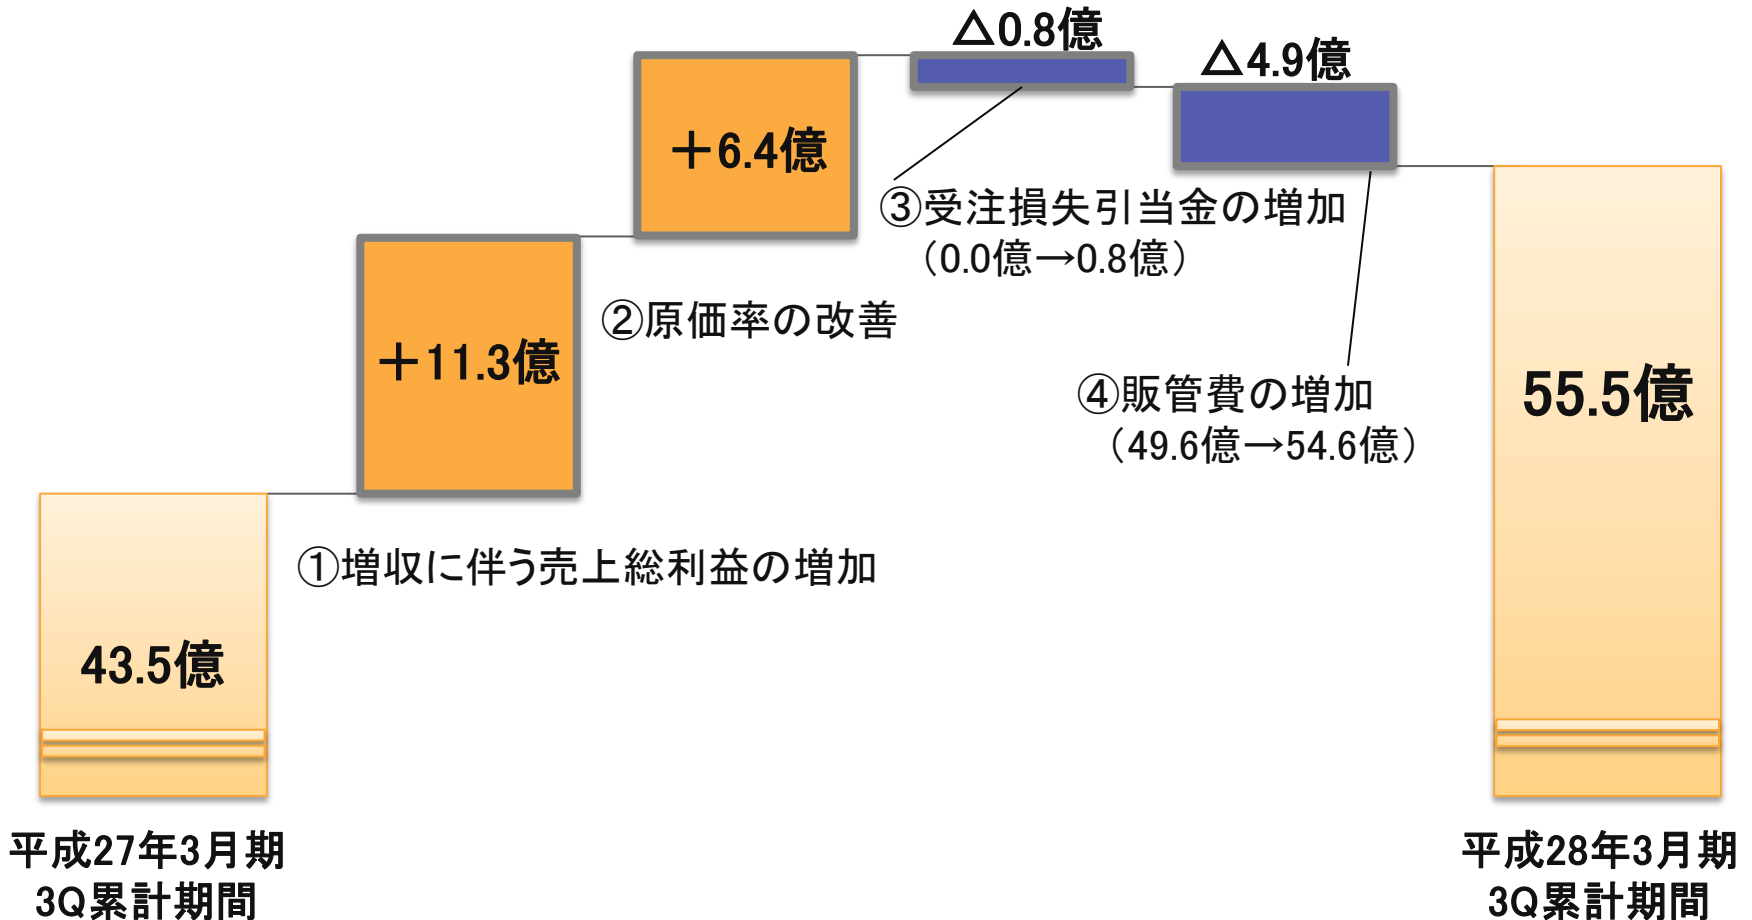 △0.8億
△4.9億
+6.4億
③受注損失引当金の増加
(0.0億→0.8億)
②原価率の改善
+11.3億
④販管費の増加
(49.6億→54.6億)
55.5億
①増収に伴う売上総利益の増加
43.5億
平成27年3月期
3Q累計期間
平成28年3月期
3Q累計期間